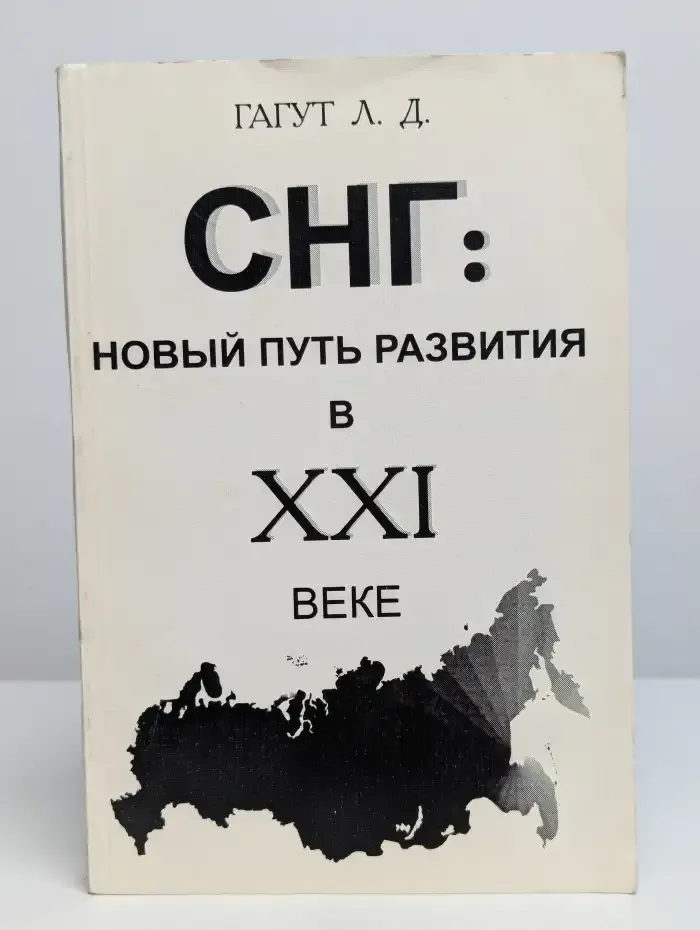 ГАГУТ Л. Д.
СНГ:
НОВЫЙ ПУТЬ РАЗВИТИЯ
В
XXI
ВЕКЕ